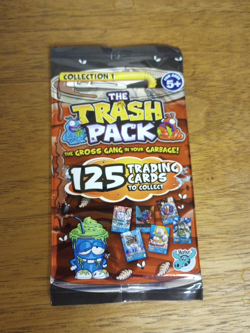 COLLECTION 1
5+
THE
TRASH
PACK
THE GROSS GANG IN YOUR GARBAGE!
125 TRADING
CARDS
TO COLLECT